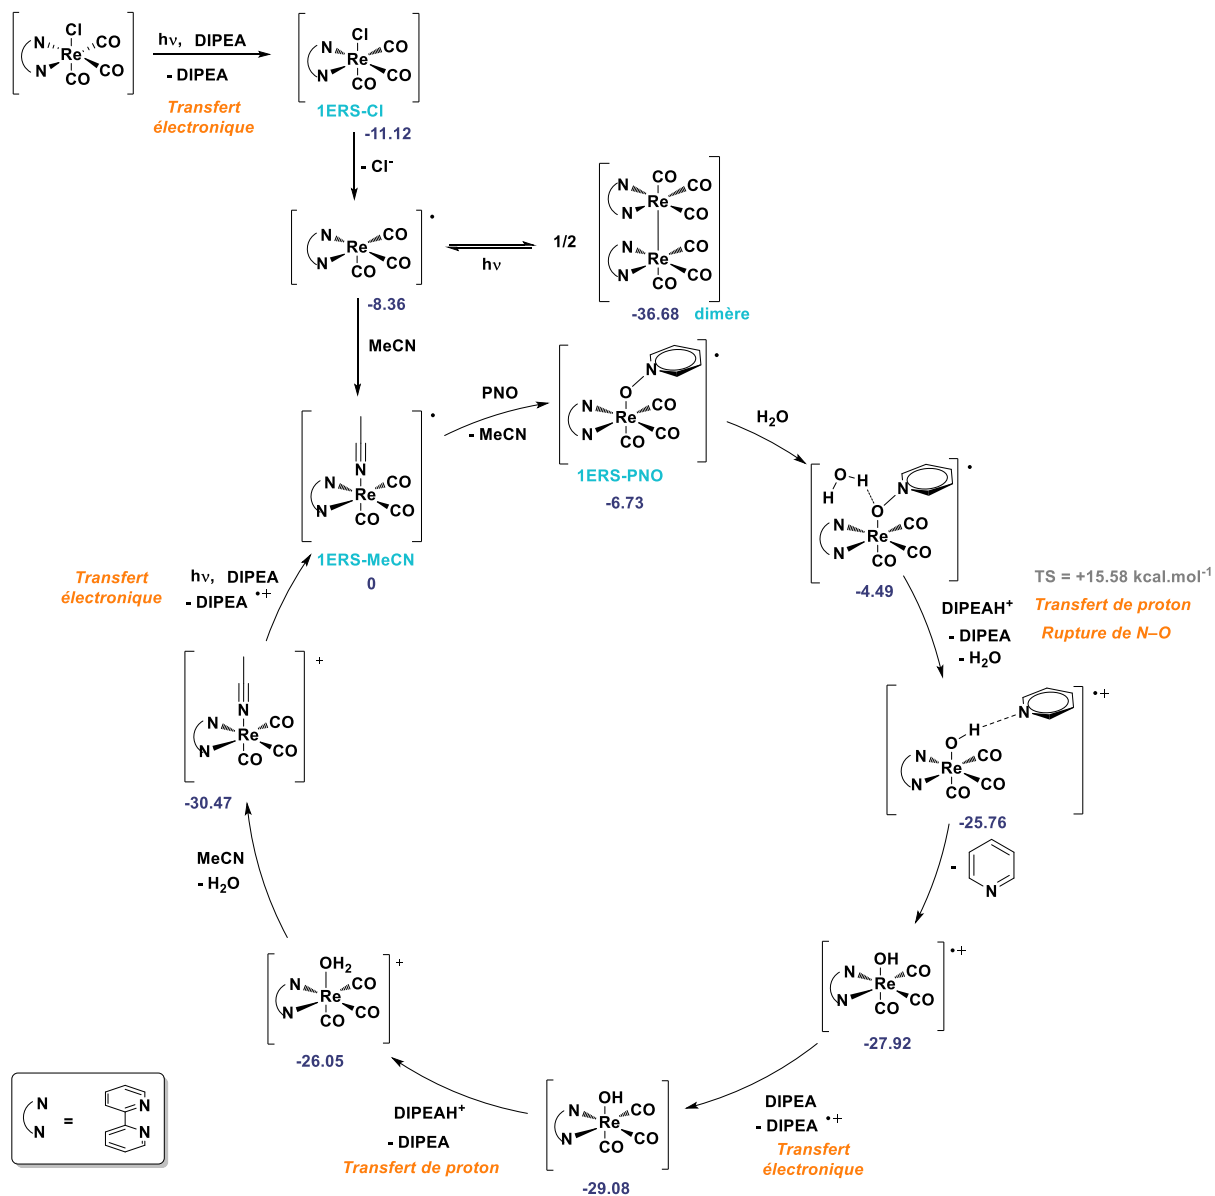 Cl
N
N
Re
CO
CO
CO
hν, DIPEA
- DIPEA
Transfert
électronique
Cl
N
N
Re
CO
CO
CO
1ERS-Cl
-11.12
- Cl-
N
N
Re
CO
CO
CO
•
-8.36
hν
1/2
CO
N
N
Re
CO
CO
N
N
Re
CO
CO
CO
-36.68 dimère
MeCN
N
N
N
Re
CO
CO
CO
•
1ERS-MeCN
0
PNO
- MeCN
N
O
N
N
Re
CO
CO
CO
•
1ERS-PNO
-6.73
H2O
O
H
H
N
O
N
N
Re
CO
CO
CO
•
-4.49
TS = +15.58 kcal.mol-1
Transfert de proton
Rupture de N–O
DIPEAH+
- DIPEA
- H2O
N
H
O
N
N
Re
CO
CO
CO
•+
-25.76
-
N
OH
N
N
Re
CO
CO
CO
•+
-27.92
DIPEA
- DIPEA •+
Transfert
électronique
OH
N
N
Re
CO
CO
CO
-29.08
DIPEAH+
- DIPEA
Transfert de proton
OH2
N
N
Re
CO
CO
CO
+
-26.05
MeCN
- H2O
N
N
N
Re
CO
CO
CO
+
-30.47
Transfert
électronique
hν, DIPEA
- DIPEA •+
N
N
=
N
N